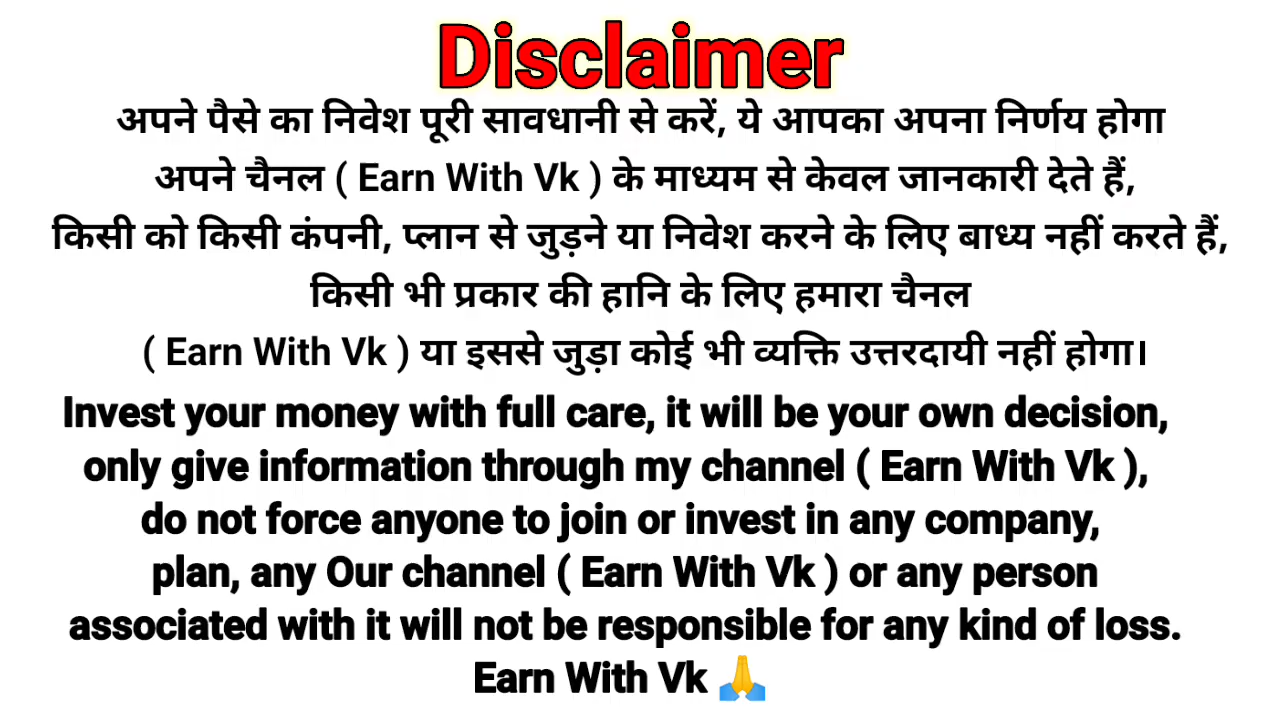 Disclaimer
अपने पैसे का निवेश पूरी सावधानी से करें, ये आपका अपना निर्णय होगा
अपने चैनल ( Earn With Vk ) के माध्यम से केवल जानकारी देते हैं,
किसी को किसी कंपनी, प्लान से जुड़ने या निवेश करने के लिए बाध्य नहीं करते हैं,
किसी भी प्रकार की हानि के लिए हमारा चैनल
( Earn With Vk ) या इससे जुड़ा कोई भी व्यक्ति उत्तरदायी नहीं होगा।
Invest your money with full care, it will be your own decision,
only give information through my channel ( Earn With Vk ),
do not force anyone to join or invest in any company,
plan, any Our channel ( Earn With Vk ) or any person
associated with it will not be responsible for any kind of loss.
Earn With Vk 🙏